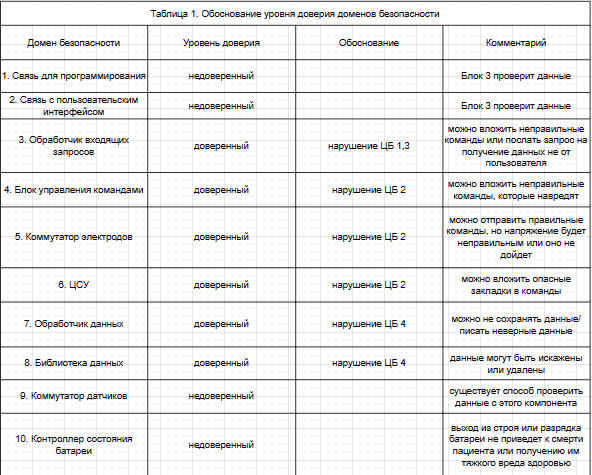 Таблица 1. Обоснование уровня доверия доменов безопасности
Домен безопасности
Уровень доверия
Обоснование
Комментарий
1. Связь для программирования
недоверенный
Блок 3 проверит данные
2. Связь с пользовательским
интерфейсом
недоверенный
Блок 3 проверит данные
3. Обработчик входящих
запросов
доверенный
нарушение ЦБ 1,3
можно вложить неправильные
команды или послать запрос на
получение данных не от
пользователя
4. Блок управления командами
доверенный
нарушение ЦБ 2
можно вложить неправильные
команды, которые навредят
5. Коммутатор электродов
доверенный
нарушение ЦБ 2
можно отправить правильные
команды, но напряжение будет
неправильным или оно не
дойдет
6. ЦСУ
доверенный
нарушение ЦБ 2
можно вложить опасные
закладки в команды
7. Обработчик данных
доверенный
нарушение ЦБ 4
можно не сохранять данные/
писать неверные данные
8. Библиотека данных
доверенный
нарушение ЦБ 4
данные могут быть искажены
или удалены
9. Коммутатор датчиков
недоверенный
существует способ проверить
данные с этого компонента
10. Контроллер состояния
батареи
недоверенный
выход из строя или разрядка
батареи не приведет к смерти
пациента или получению им
тяжкого вреда здоровью